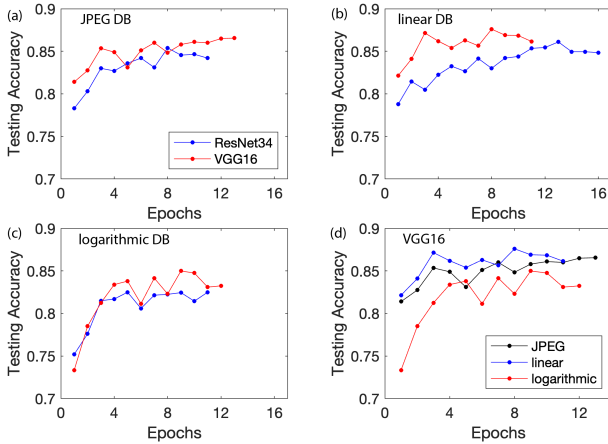 (a) JPEG DB
0.9
0.85
0.8
0.75
0.7
Testing Accuracy
ResNet34
VGG16
0 4 8 12 16
Epochs
(b) linear DB
0.9
0.85
0.8
0.75
0.7
Testing Accuracy
0 2 4 6 8 10 12 14 16
Epochs
(c) logarithmic DB
0.9
0.85
0.8
0.75
0.7
Testing Accuracy
0 4 8 12 16
Epochs
(d) VGG16
0.9
0.85
0.8
0.75
0.7
Testing Accuracy
JPEG
linear
logarithmic
0 4 8 12
Epochs